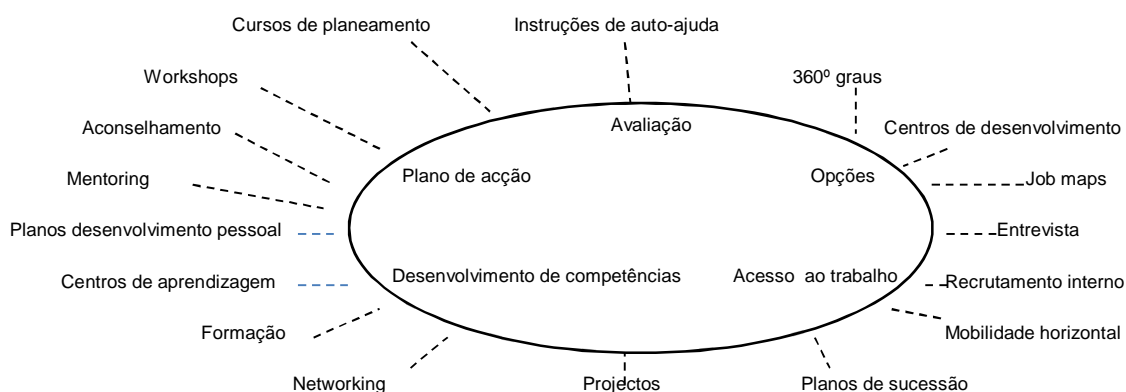 Cursos de planeamento
Instruções de auto-ajuda
Workshops
360º graus
Aconselhamento
Avaliação
Centros de desenvolvimento
Mentoring
Plano de acção
Opções
Job maps
Planos desenvolvimento pessoal
Entrevista
Centros de aprendizagem
Desenvolvimento de competências
Acesso ao trabalho
Recrutamento interno
Formação
Mobilidade horizontal
Networking
Projectos
Planos de sucessão